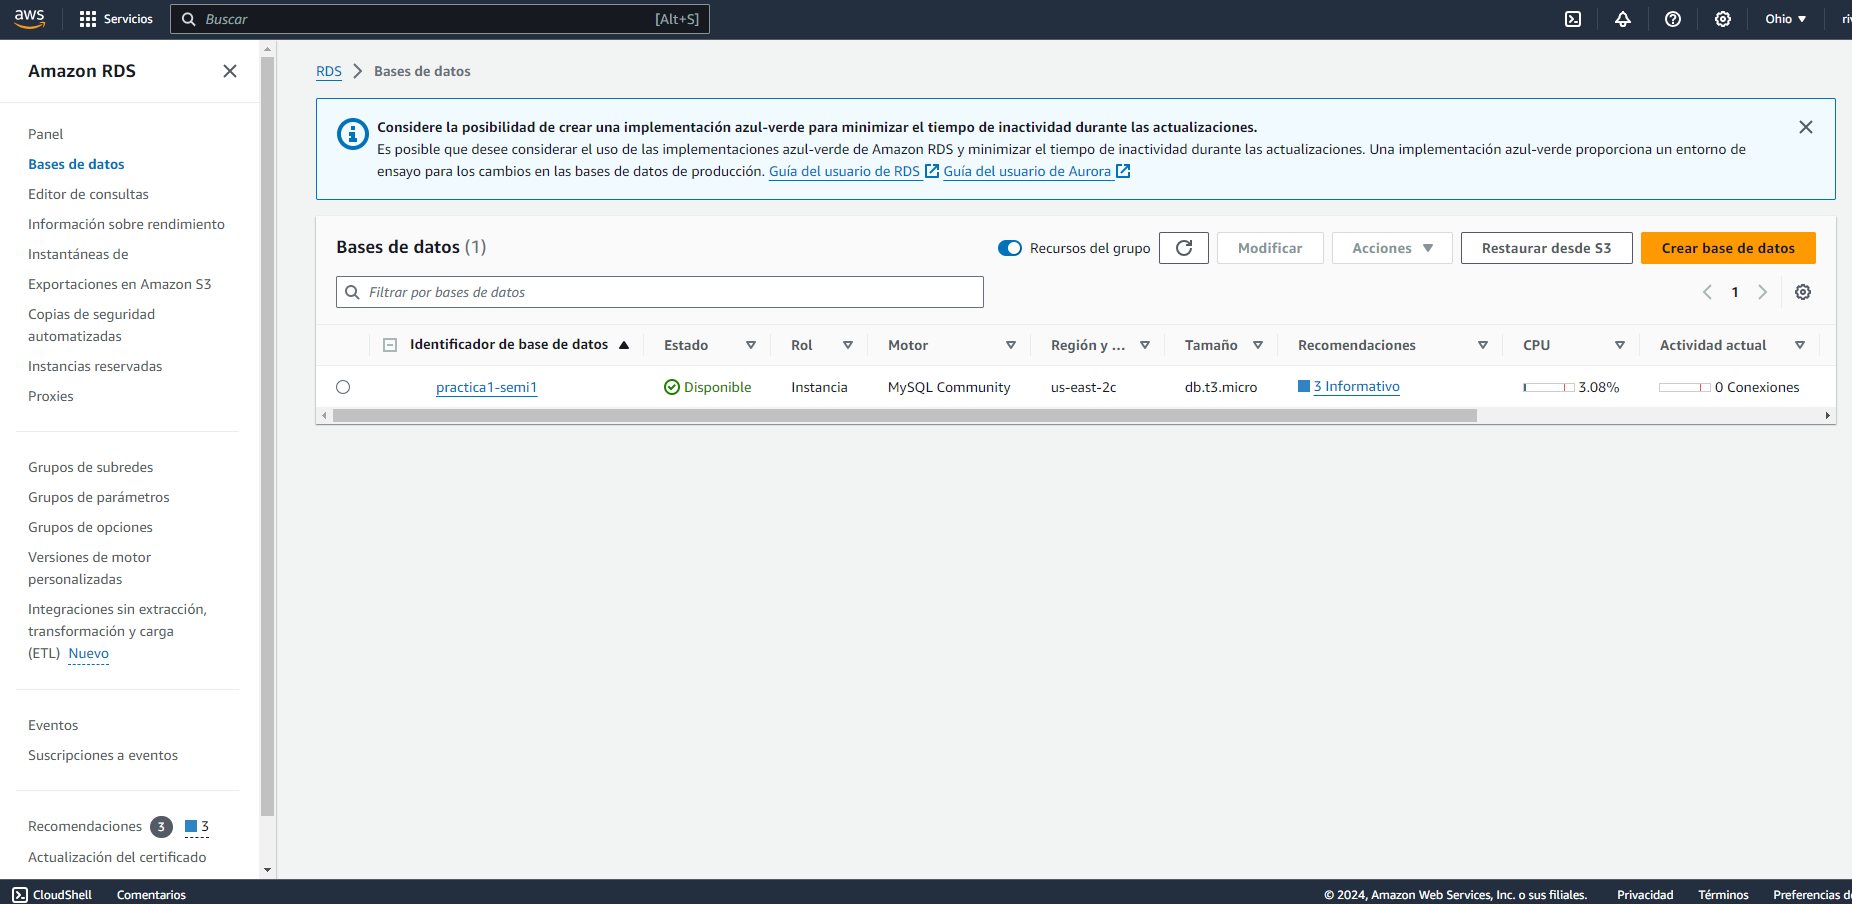 aws
Servicios
Buscar [Alt+S]
Ohio
Amazon RDS
Panel
Bases de datos
Editor de consultas
Información sobre rendimiento
Instantáneas de
Exportaciones en Amazon S3
Copias de seguridad
automatizadas
Instancias reservadas
Proxies
Grupos de subredes
Grupos de parámetros
Grupos de opciones
Versiones de motor
personalizadas
Integraciones sin extracción,
transformación y carga
(ETL) Nuevo
Eventos
Suscripciones a eventos
Recomendaciones 3 3
Actualización del certificado
RDS Bases de datos
Considere la posibilidad de crear una implementación azul-verde para minimizar el tiempo de inactividad durante las actualizaciones.
Es posible que desee considerar el uso de las implementaciones azul-verde de Amazon RDS y minimizar el tiempo de inactividad durante las actualizaciones. Una implementación azul-verde proporciona un entorno de
ensayo para los cambios en las bases de datos de producción. Guía del usuario de RDS Guía del usuario de Aurora
Bases de datos (1)
Recursos del grupo
Modificar
Acciones
Restaurar desde S3
Crear base de datos
Filtrar por bases de datos
1
Identificador de base de datos Estado Rol Motor Región y ... Tamaño Recomendaciones CPU Actividad actual
practica1-semi1 Disponible Instancia MySQL Community us-east-2c db.t3.micro 3 Informativo 3.08% 0 Conexiones
CloudShell Comentarios © 2024, Amazon Web Services, Inc. o sus filiales. Privacidad Términos Preferencias